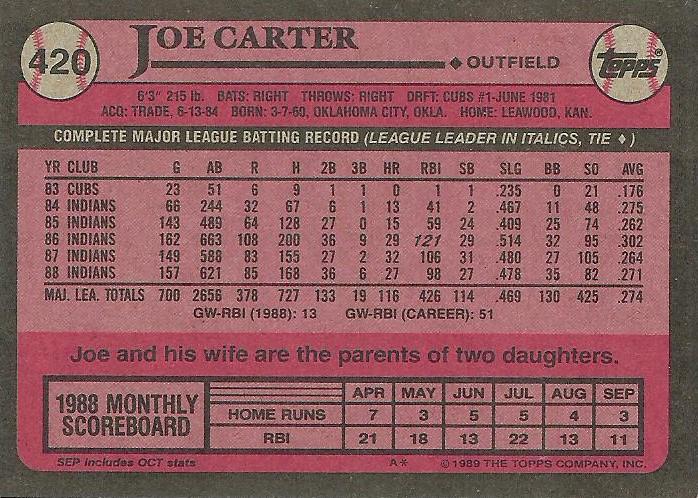 420
JOE CARTER
◆ OUTFIELD
TOPPS®
6'3" 215 lb. BATS: RIGHT THROWS: RIGHT DRFT: CUBS #1-JUNE 1981
ACQ: TRADE, 6-13-84 BORN: 3-7-60, OKLAHOMA CITY, OKLA. HOME: LEAWOOD, KAN.
COMPLETE MAJOR LEAGUE BATTING RECORD (LEAGUE LEADER IN ITALICS, TIE ♦)
YR CLUB G AB R H 2B 3B HR RBI SB SLG BB SO AVG
83 CUBS 23 51 6 9 1 1 0 1 1 .235 0 21 .176
84 INDIANS 66 244 32 67 6 1 13 41 2 .467 11 48 .275
85 INDIANS 143 489 64 128 27 0 15 59 24 .409 25 74 .262
86 INDIANS 162 663 108 200 36 9 29 121 29 .514 32 95 .302
87 INDIANS 149 588 83 155 27 2 32 106 31 .480 27 105 .264
88 INDIANS 157 621 85 168 36 6 27 98 27 .478 35 82 .271
MAJ. LEA. TOTALS 700 2656 378 727 133 19 116 426 114 .469 130 425 .274
GW-RBI (1988): 13 GW-RBI (CAREER): 51
Joe and his wife are the parents of two daughters.
1988 MONTHLY SCOREBOARD
APR MAY JUN JUL AUG SEP
HOME RUNS 7 3 5 5 4 3
RBI 21 18 13 22 13 11
SEP includes OCT stats A* ©1989 THE TOPPS COMPANY, INC.